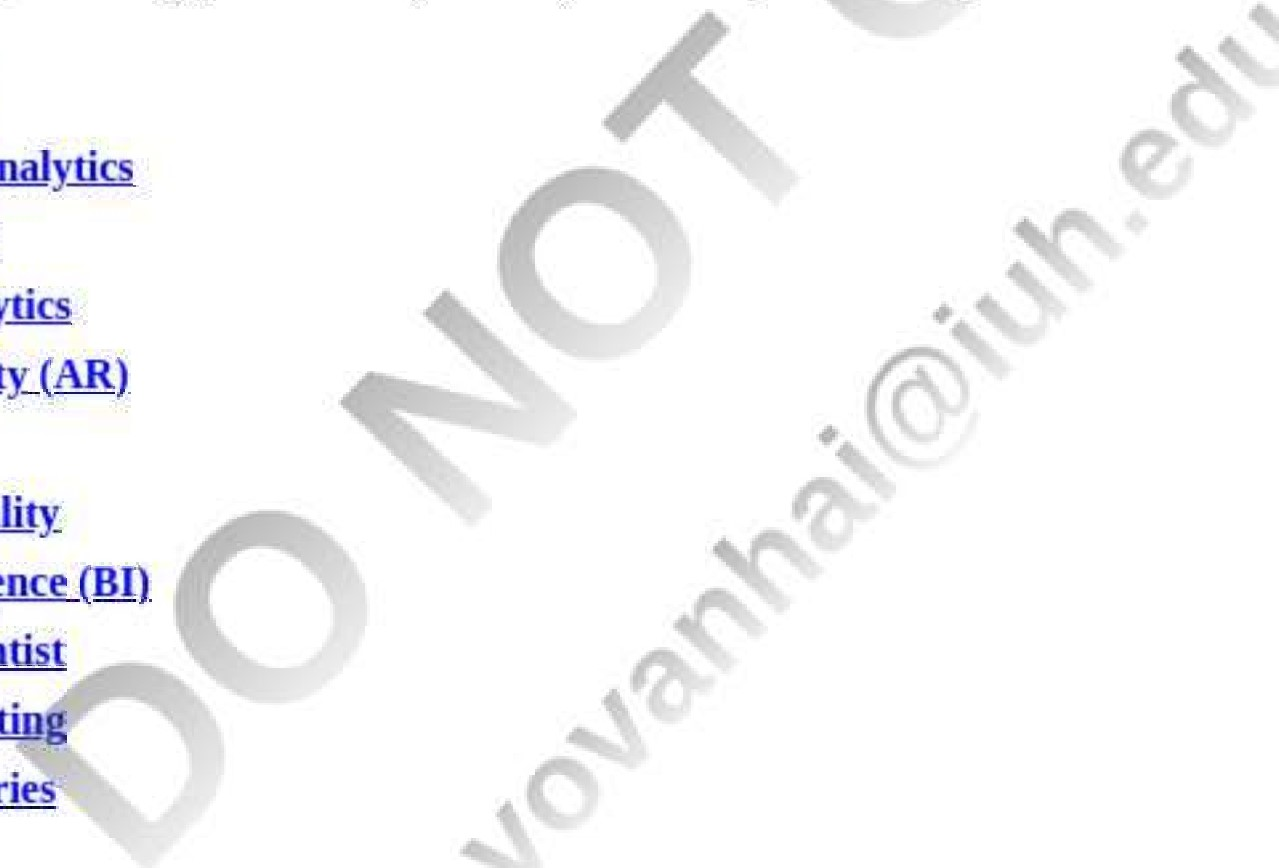 nalytics
ytics
ty (AR)
lity
ence (BI)
ntist
ting
ries
DO NOT
vovanhai@iuh.edu